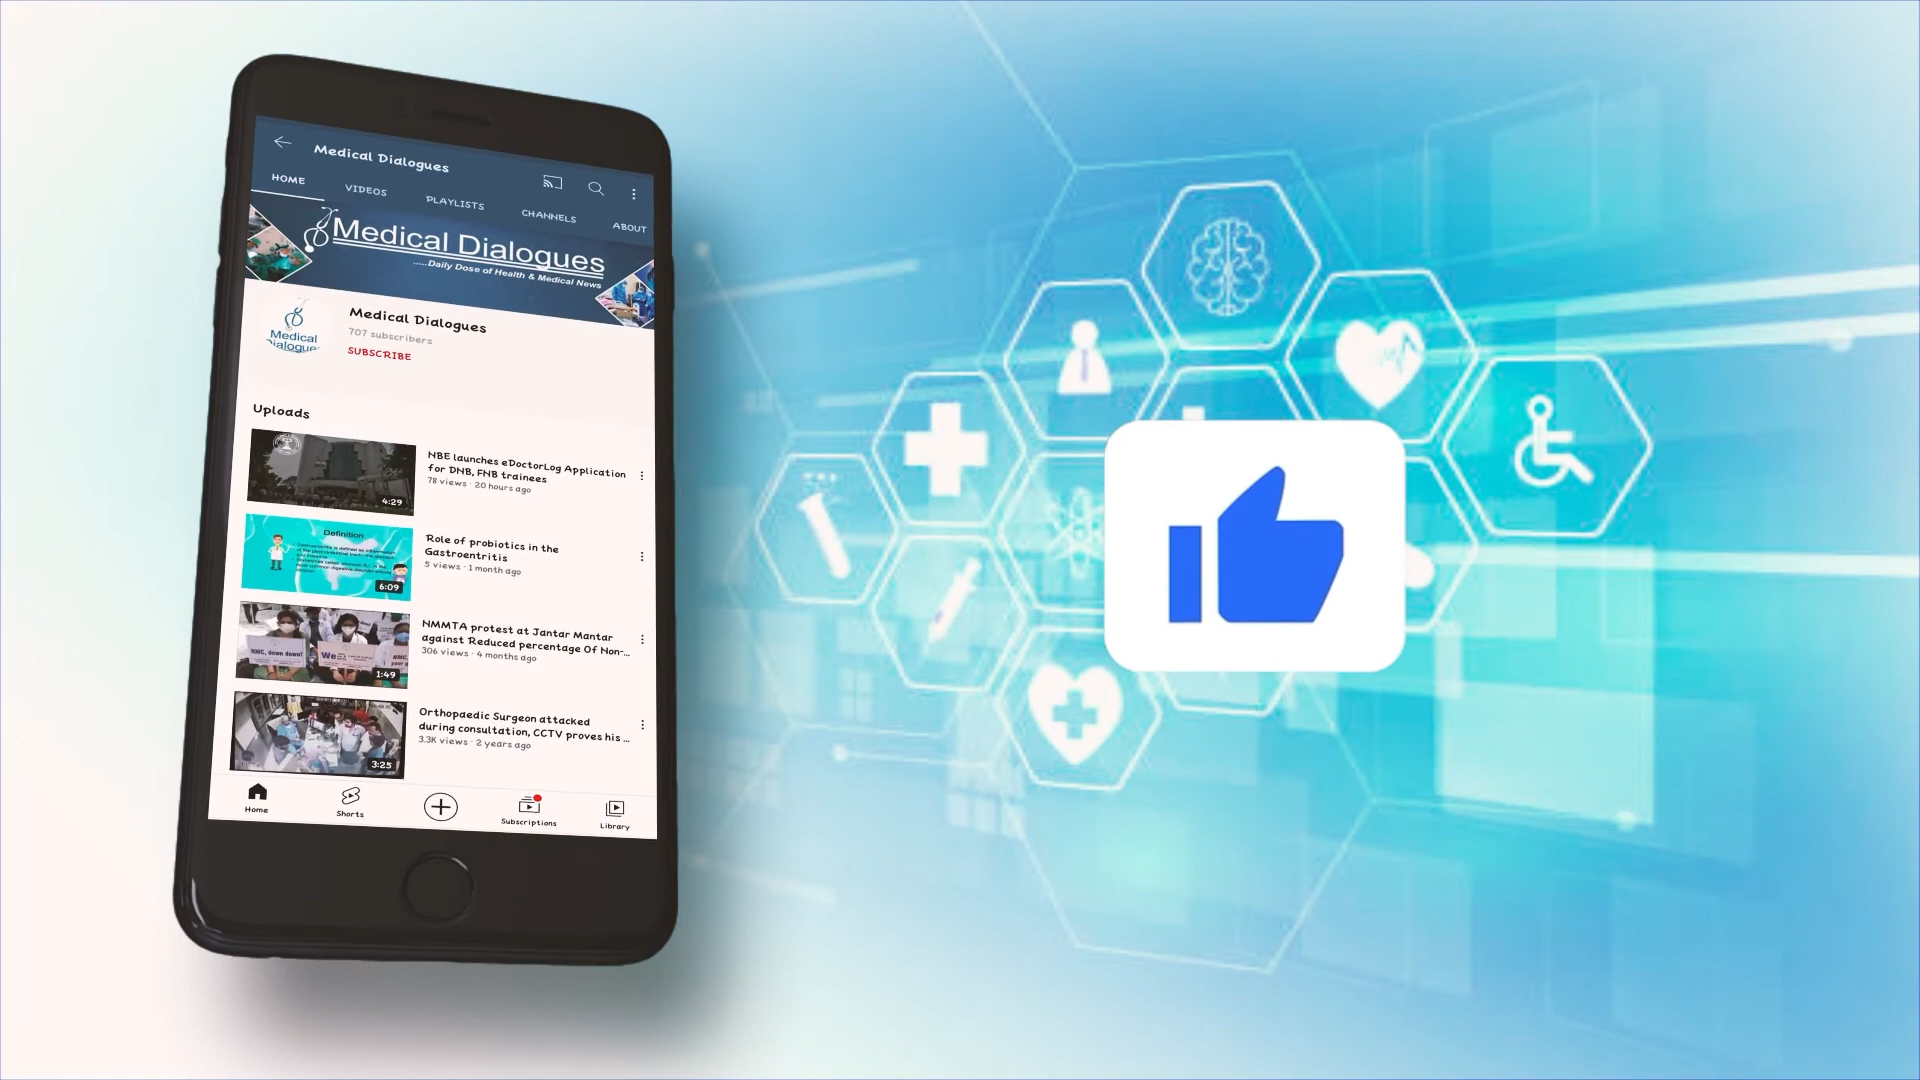 Medical Dialogues
HOME VIDEOS PLAYLISTS CHANNELS ABOUT
Medical Dialogues
.....Daily Dose of Health & Medical News
Medical
Medical Dialogues
707 subscribers
SUBSCRIBE
Uploads
4:29
NBE launches eDoctorLog Application
for DNB, FNB trainees
78 views · 20 hours ago
Definition
6:09
Role of probiotics in the
Gastroentritis
5 views · 1 month ago
NMC, down down!
We
1:49
NMMTA protest at Jantar Mantar
against Reduced percentage Of Non-...
306 views · 4 months ago
3:25
Orthopaedic Surgeon attacked
during consultation, CCTV proves his ...
3.3K views · 2 years ago
Home
Shorts
Subscriptions
Library